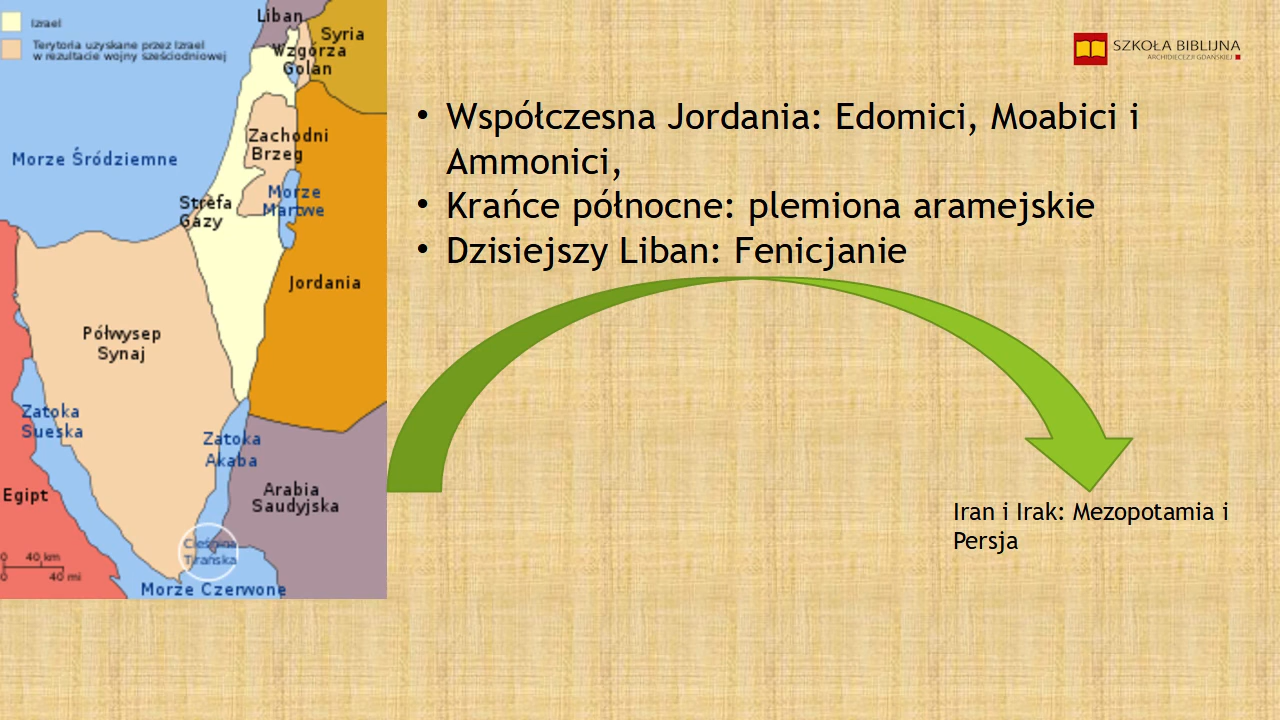 Izrael
Terytoria uzyskane przez Izrael
w rezultacie wojny sześciodniowej
Liban
Syria
Wzgórza
Golan
Zachodni
Brzeg
Morze Śródziemne
Morze
Martwe
Strefa
Gazy
Jordania
Półwysep
Synaj
Zatoka
Sueska
Zatoka
Akaba
Egipt
Arabia
Saudyjska
Cieśnina
Tirańska
0 40 km
0 40 mi
Morze Czerwone
SZKOŁA BIBLIJNA
ARCHIDIECEZJI GDAŃSKIEJ
• Współczesna Jordania: Edomici, Moabici i
Ammonici,
• Krańce północne: plemiona aramejskie
• Dzisiejszy Liban: Fenicjanie
Iran i Irak: Mezopotamia i
Persja